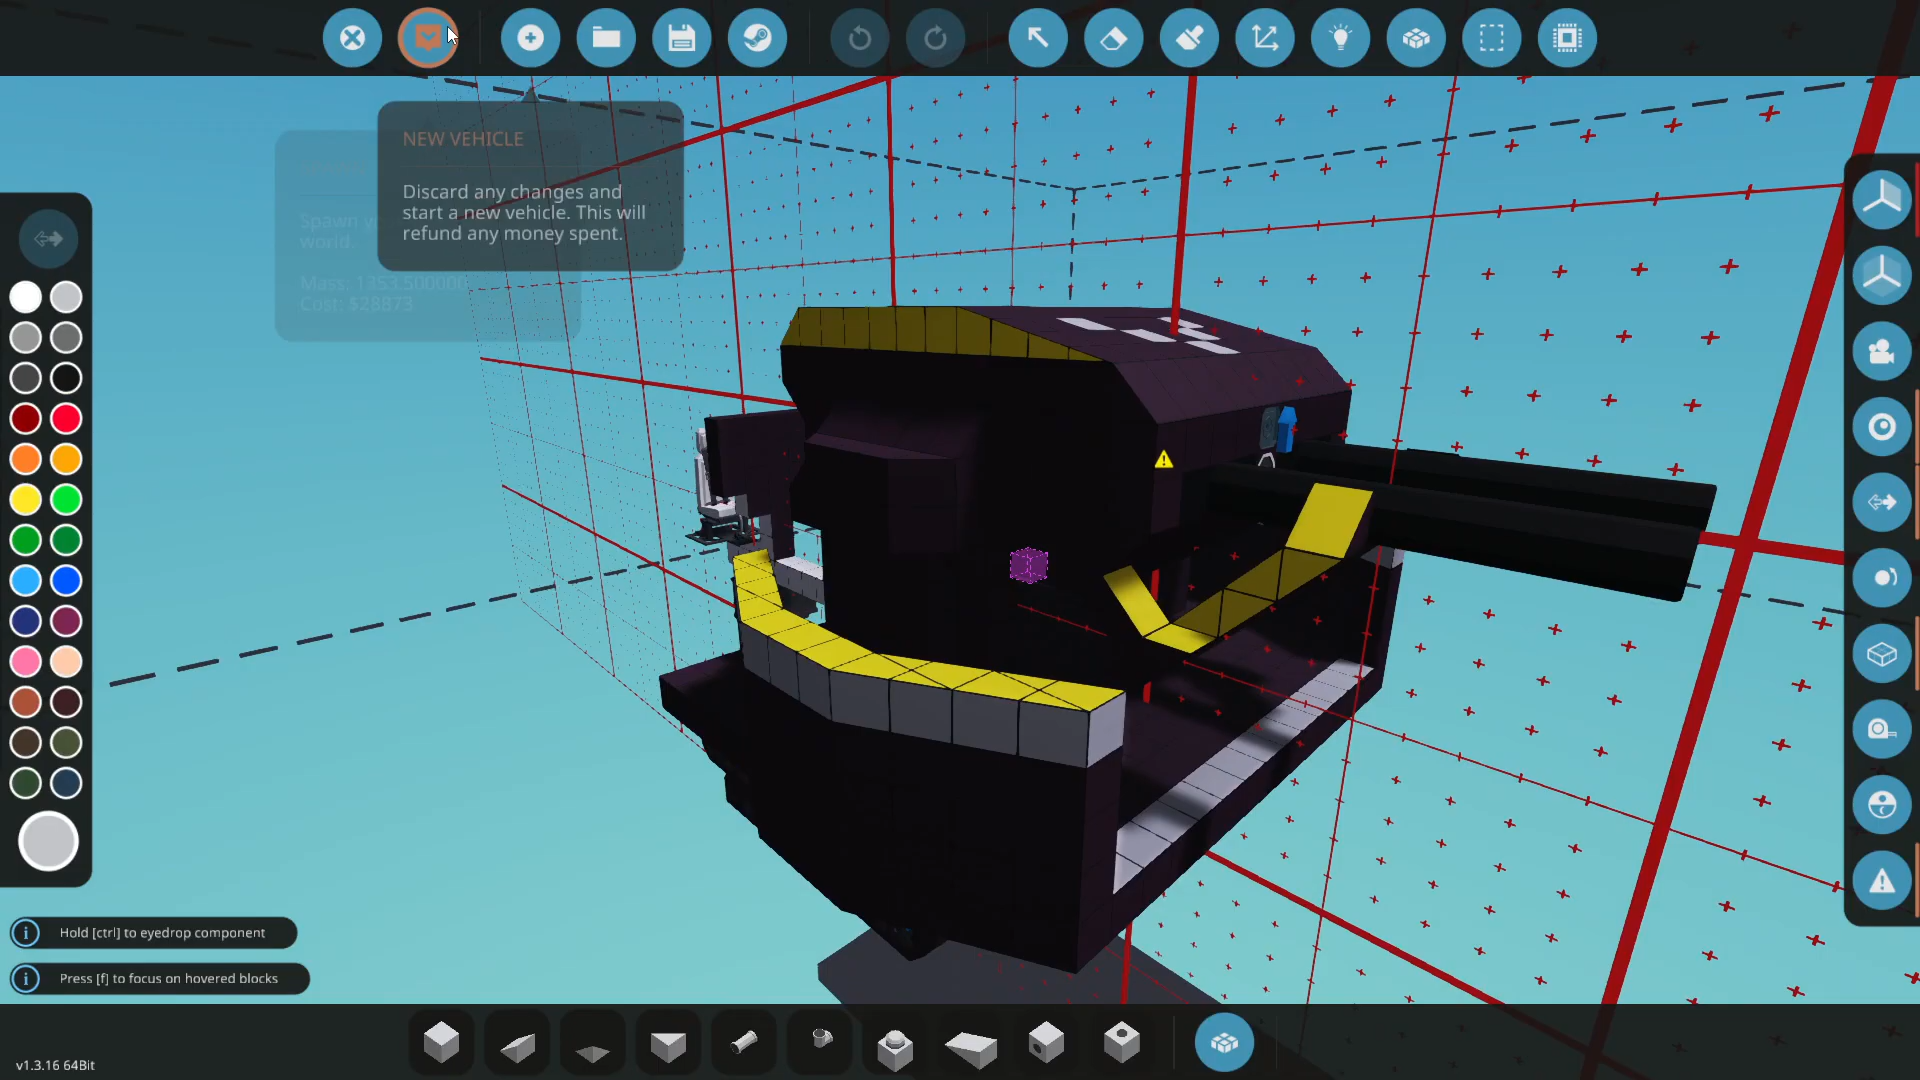 NEW VEHICLE
Discard any changes and
start a new vehicle. This will
refund any money spent.
Spawn yo
world.
Mass: 1353.500000
Cost: $28873
Hold [ctrl] to eyedrop component
Press [f] to focus on hovered blocks
v1.3.16 64Bit